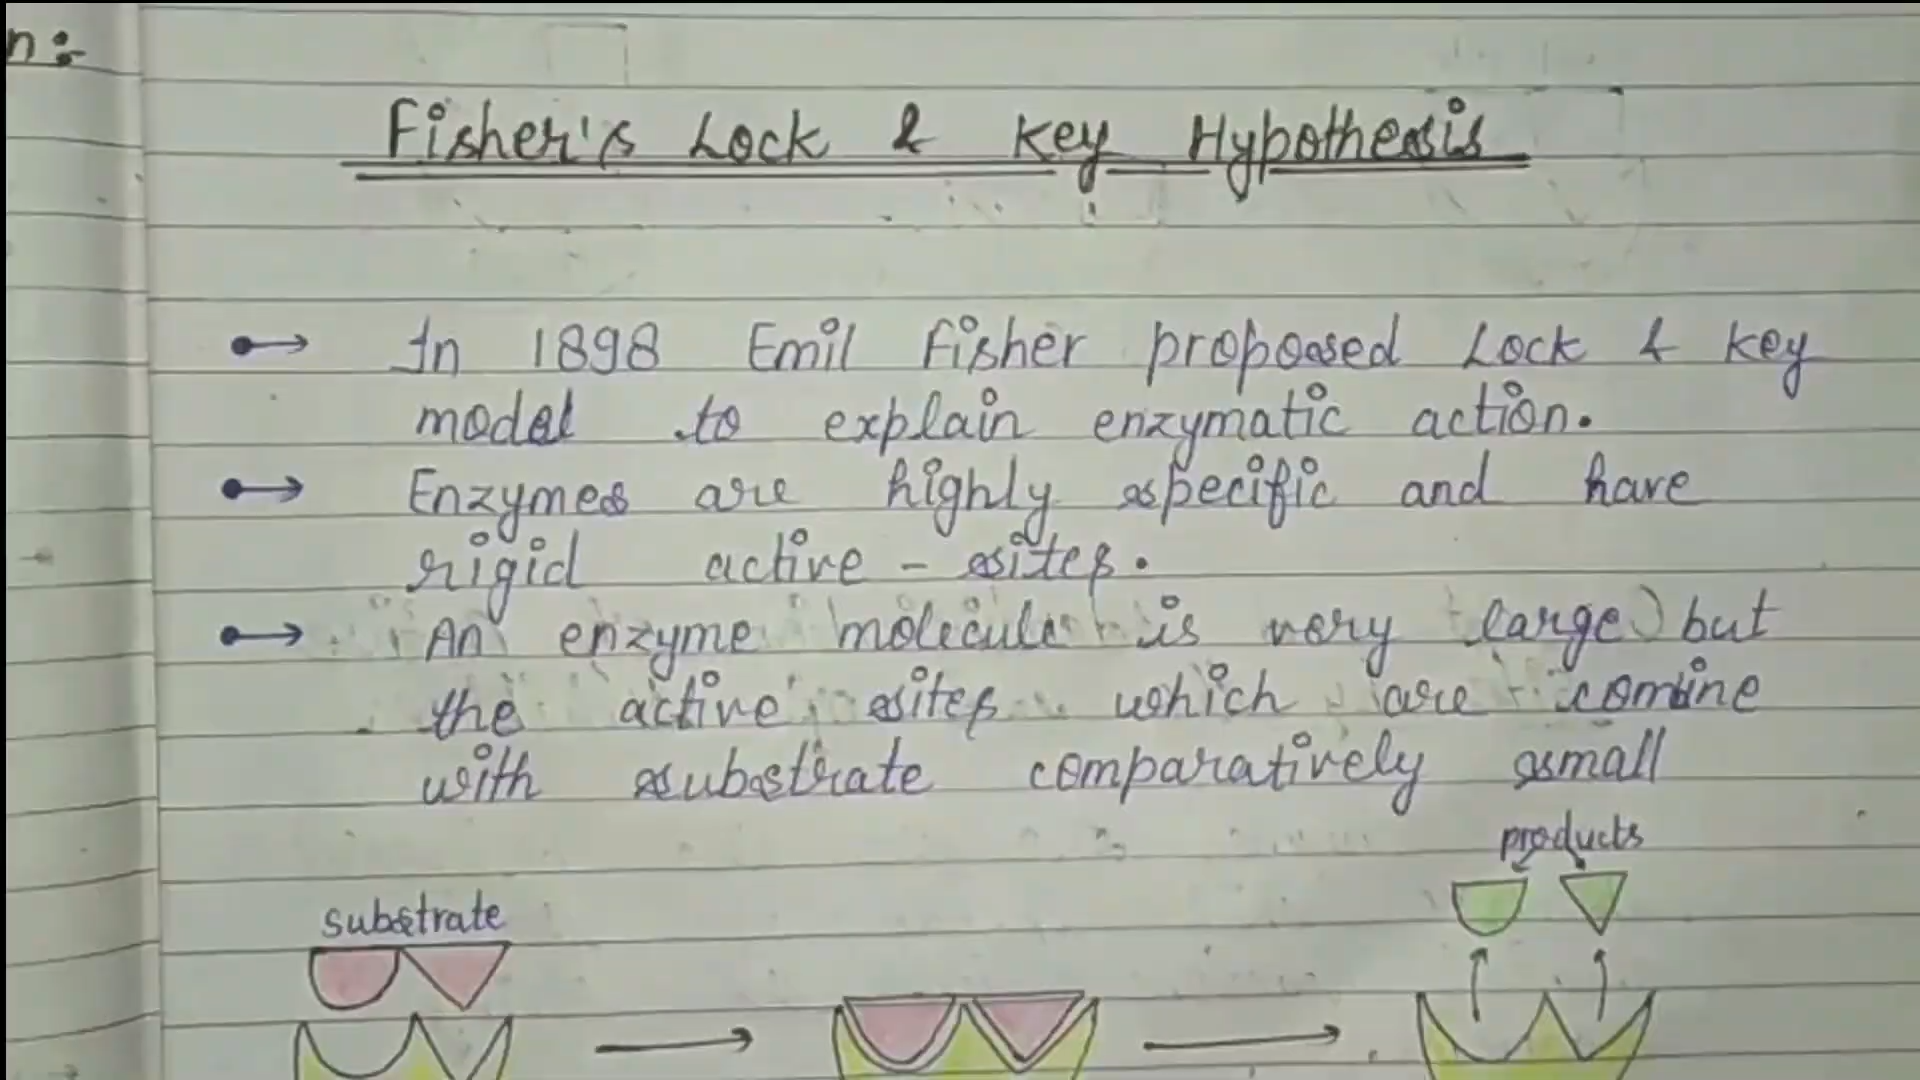 n :-
Fisher's Lock & Key Hypothesis
In 1898 Emil Fisher proposed Lock & Key
model to explain enzymatic action.
Enzymes are highly specific and have
rigid active - sites.
An enzyme molecule is very large but
the active sites which are comine
with substrate comparatively small
products
substrate